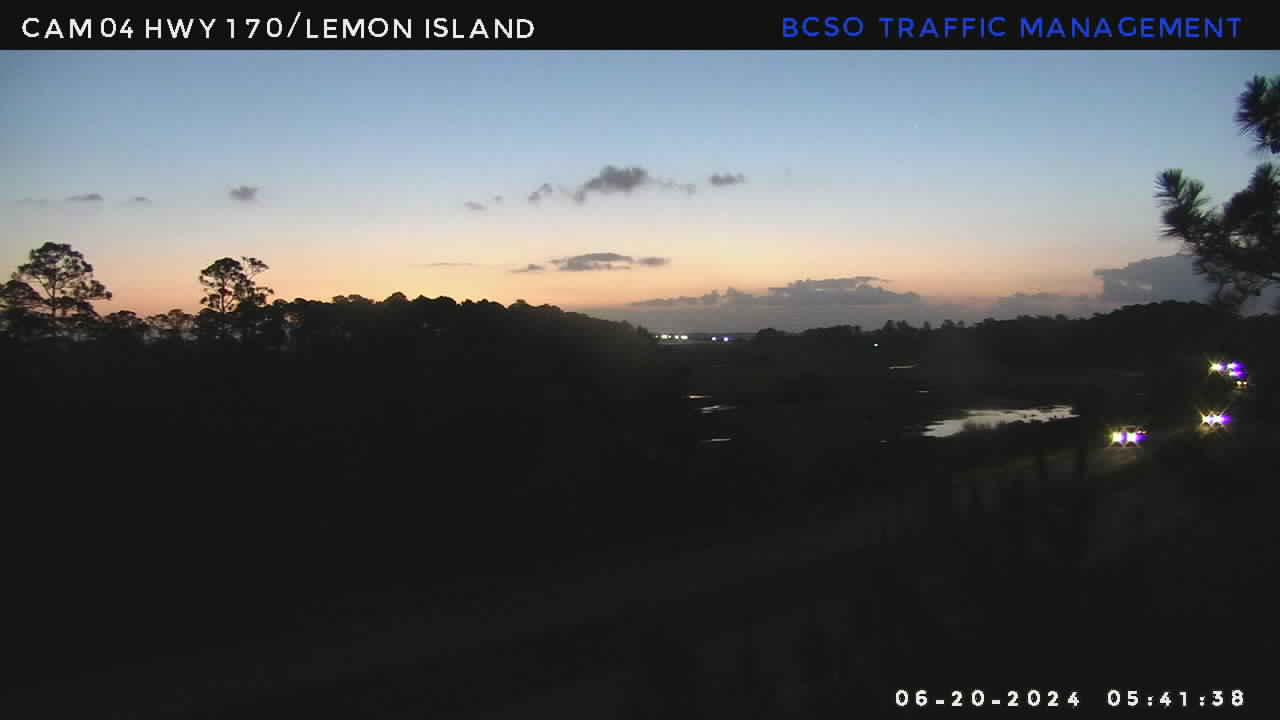 CAM04 HWY170/LEMON ISLAND
BCSO TRAFFIC MANAGEMENT
06-20-2024 05:41:38